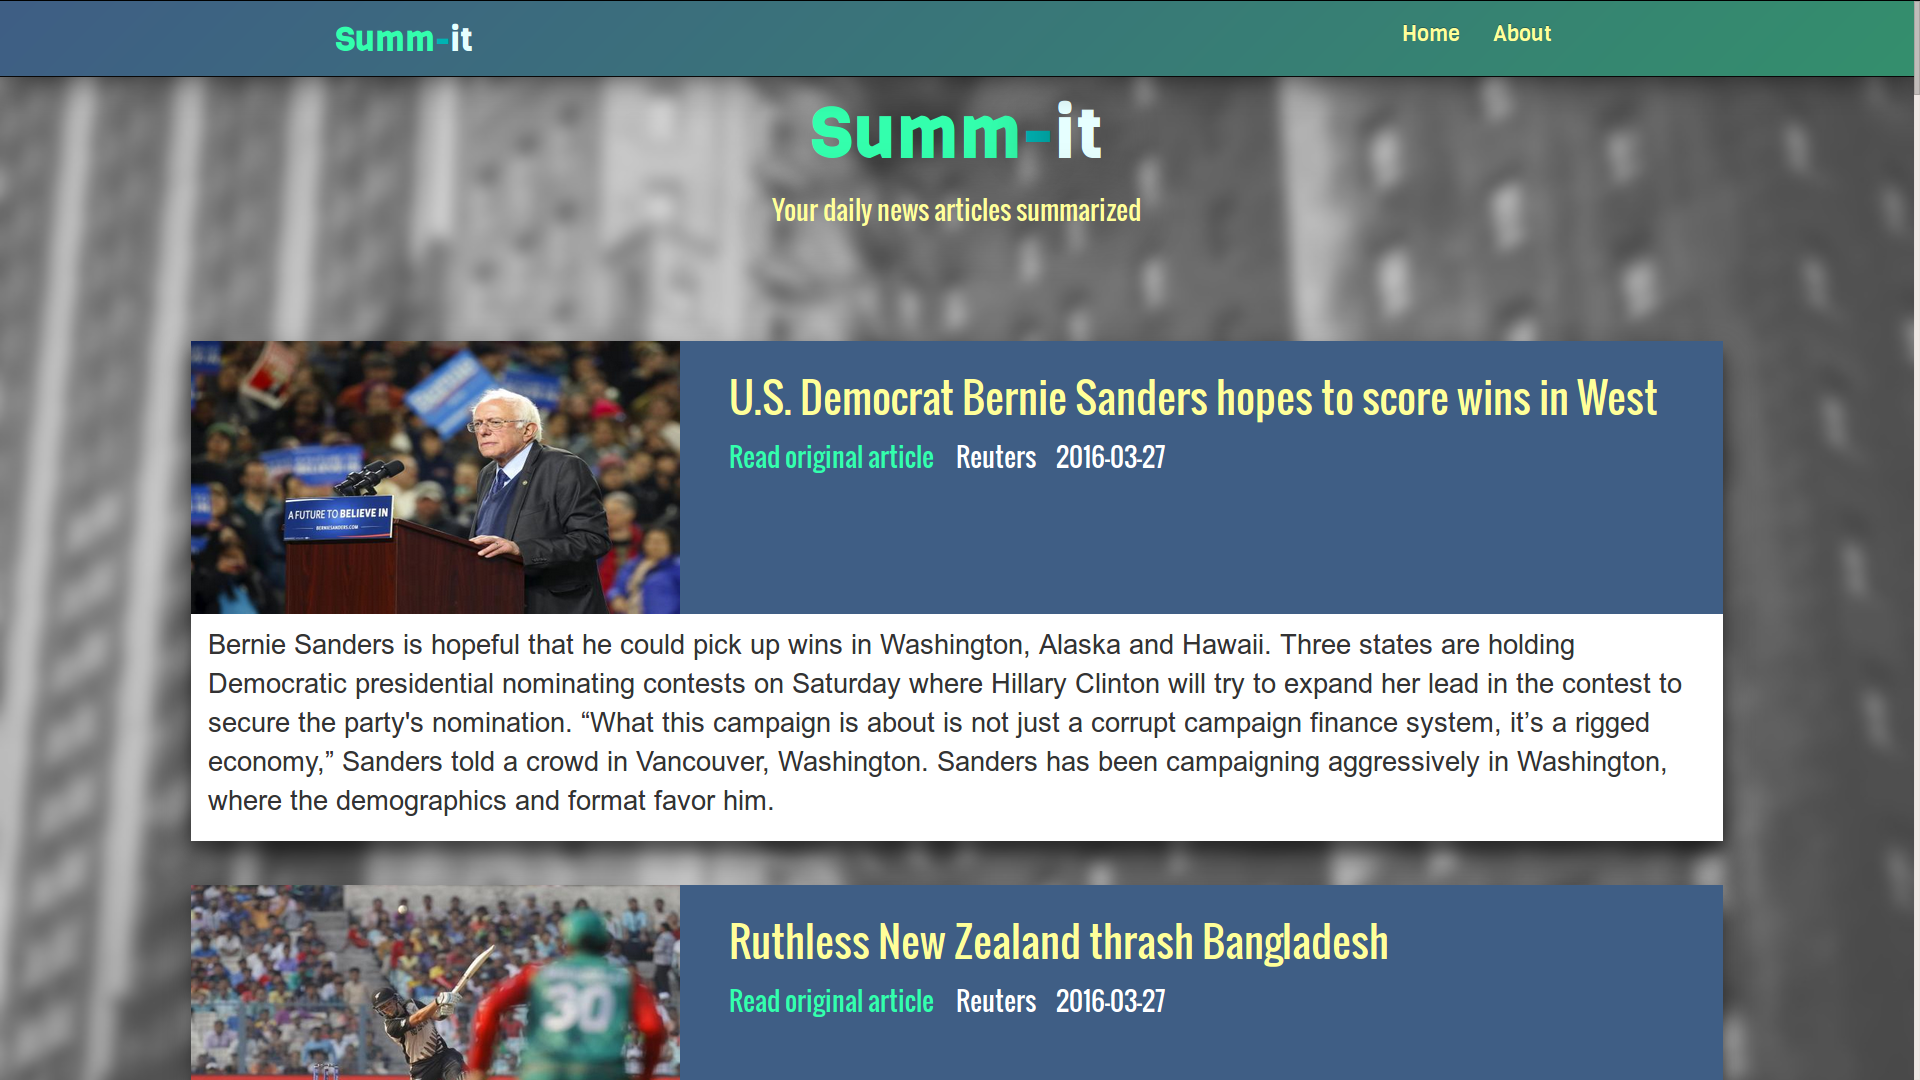 Summ-it
Home About
Summ-it
Your daily news articles summarized
U.S. Democrat Bernie Sanders hopes to score wins in West
Read original article Reuters 2016-03-27
A FUTURE TO BELIEVE IN
BERNIESANDERS.COM
Bernie Sanders is hopeful that he could pick up wins in Washington, Alaska and Hawaii. Three states are holding
Democratic presidential nominating contests on Saturday where Hillary Clinton will try to expand her lead in the contest to
secure the party's nomination. “What this campaign is about is not just a corrupt campaign finance system, it’s a rigged
economy,” Sanders told a crowd in Vancouver, Washington. Sanders has been campaigning aggressively in Washington,
where the demographics and format favor him.
Ruthless New Zealand thrash Bangladesh
Read original article Reuters 2016-03-27
30